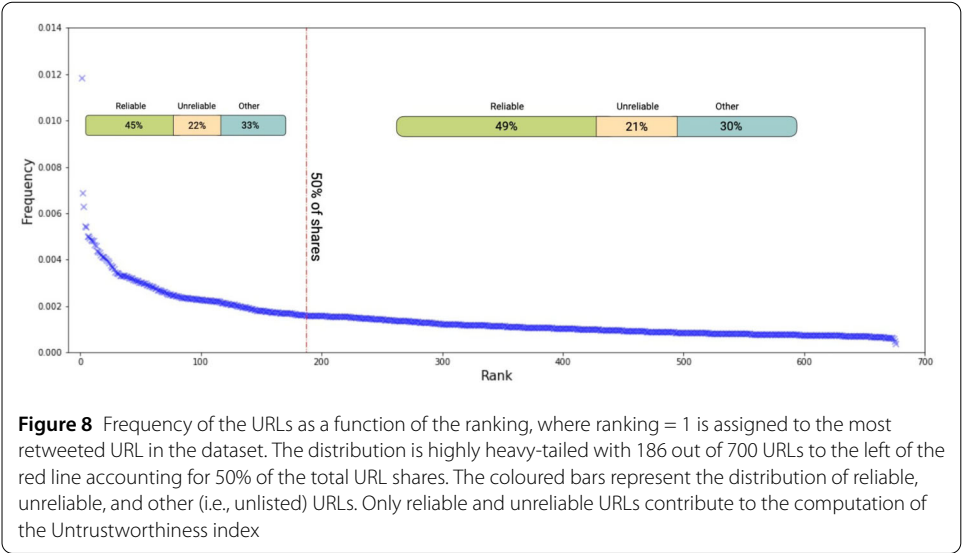 0.014
0.012
0.010
0.008
0.006
0.004
0.002
0.000
Frequency
Reliable Unreliable Other
45% 22% 33%
Reliable Unreliable Other
49% 21% 30%
50% of shares
0 100 200 300 400 500 600 700
Rank
Figure 8 Frequency of the URLs as a function of the ranking, where ranking = 1 is assigned to the most
retweeted URL in the dataset. The distribution is highly heavy-tailed with 186 out of 700 URLs to the left of the
red line accounting for 50% of the total URL shares. The coloured bars represent the distribution of reliable,
unreliable, and other (i.e., unlisted) URLs. Only reliable and unreliable URLs contribute to the computation of
the Untrustworthiness index